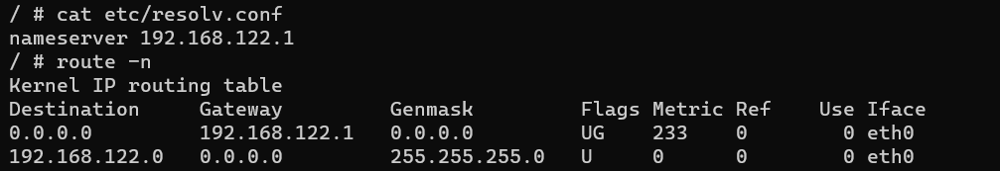 / # cat etc/resolv.conf
nameserver 192.168.122.1
/ # route -n
Kernel IP routing table
Destination     Gateway         Genmask         Flags Metric Ref    Use Iface
0.0.0.0         192.168.122.1   0.0.0.0         UG    233    0        0 eth0
192.168.122.0   0.0.0.0         255.255.255.0   U     0      0        0 eth0